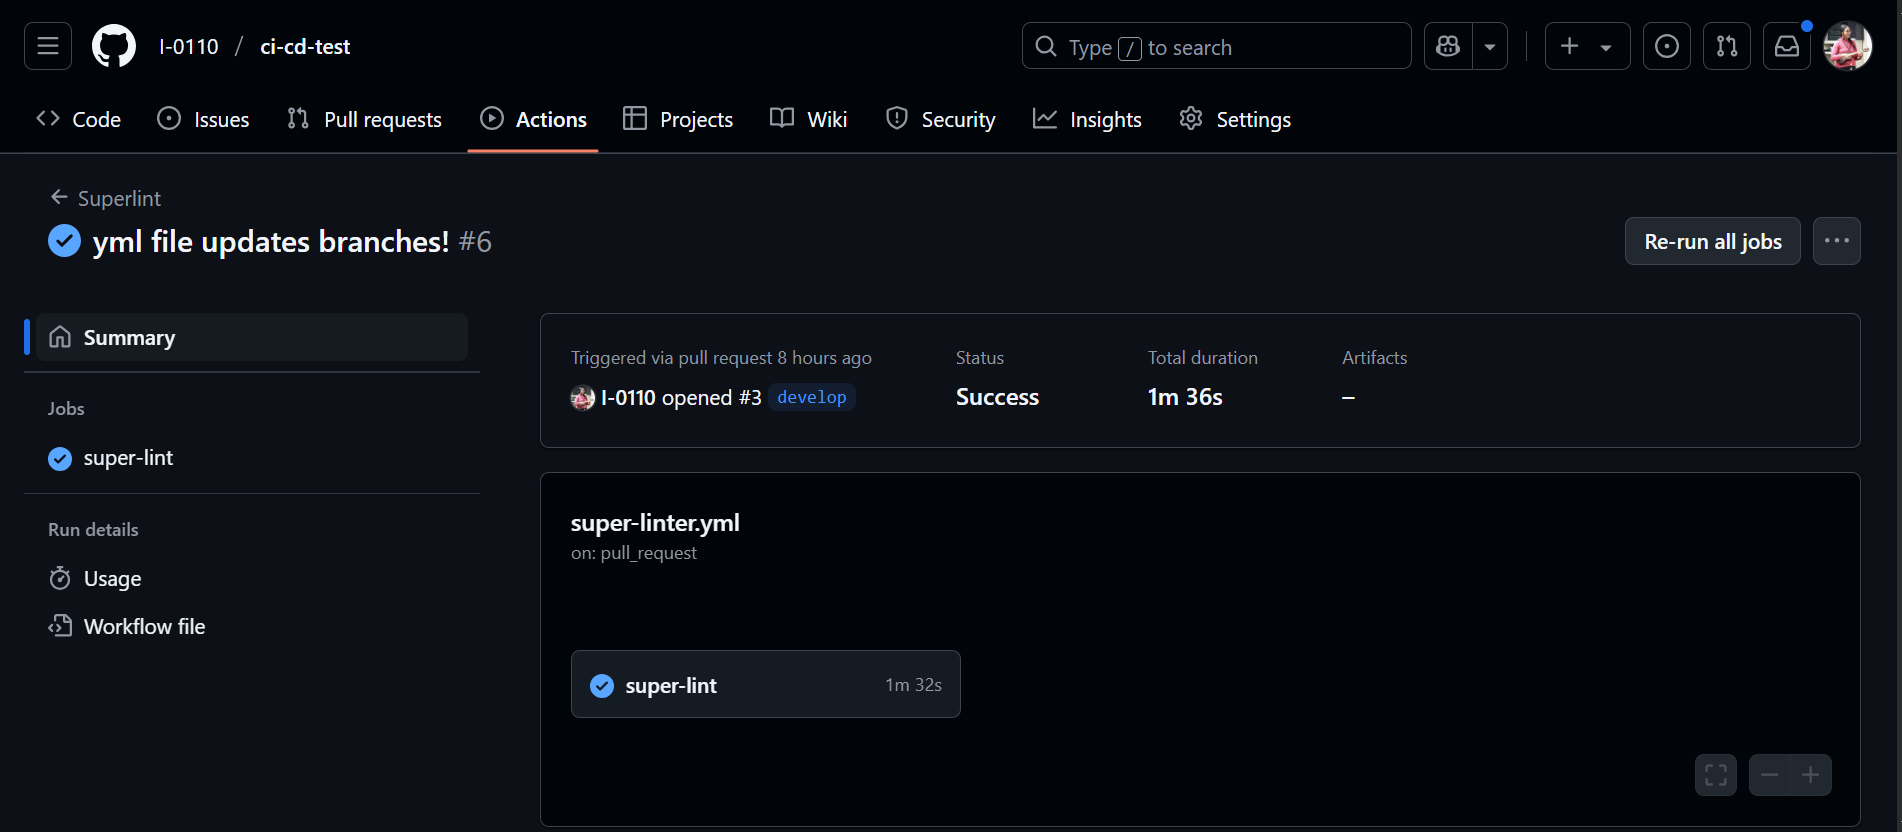 I-0110 / ci-cd-test
Type / to search
Code
Issues
Pull requests
Actions
Projects
Wiki
Security
Insights
Settings
← Superlint
yml file updates branches! #6
Re-run all jobs
Summary
Jobs
super-lint
Run details
Usage
Workflow file
Triggered via pull request 8 hours ago
I-0110 opened #3 develop
Status
Success
Total duration
1m 36s
Artifacts
–
super-linter.yml
on: pull_request
super-lint 1m 32s